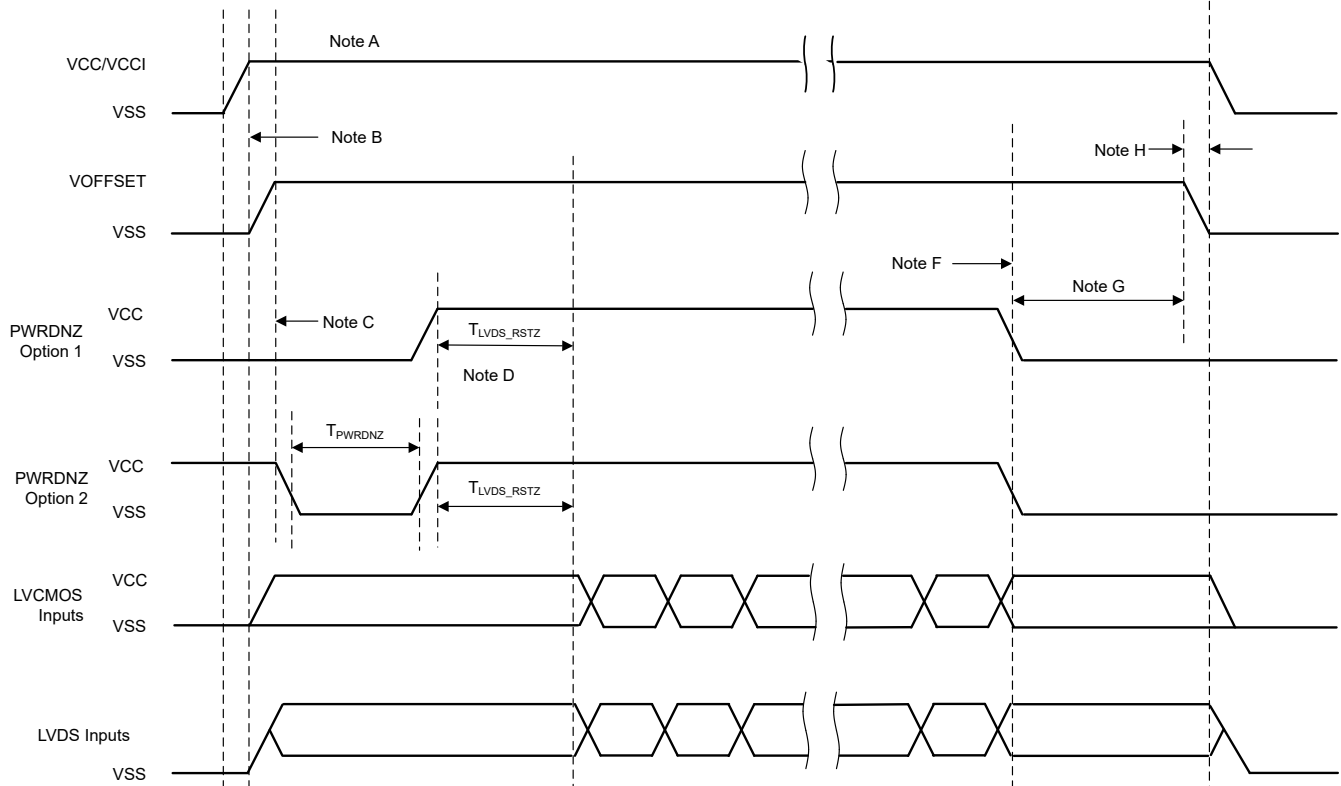 Note A
VCC/VCCI
VSS
Note B
Note H
VOFFSET
VSS
Note F
Note G
VCC
Note C
TLVDS_RSTZ
PWRDNZ
Option 1
VSS
Note D
TPWRDNZ
VCC
PWRDNZ
Option 2
TLVDS_RSTZ
VSS
VCC
LVCMOS
Inputs
VSS
LVDS Inputs
VSS